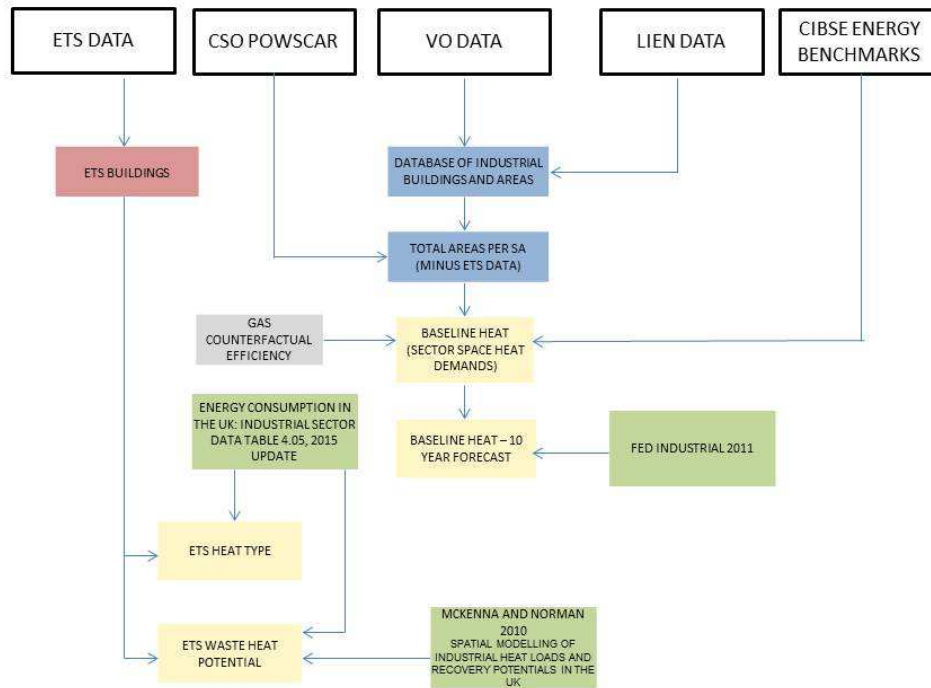 ETS DATA
CSO POWSCAR
VO DATA
LIEN DATA
CIBSE ENERGY
BENCHMARKS
ETS BUILDINGS
DATABASE OF INDUSTRIAL
BUILDINGS AND AREAS
TOTAL AREAS PER SA
(MINUS ETS DATA)
GAS
COUNTERFACTUAL
EFFICIENCY
BASELINE HEAT
(SECTOR SPACE HEAT
DEMANDS)
ENERGY CONSUMPTION IN
THE UK: INDUSTRIAL SECTOR
DATA TABLE 4.05, 2015
UPDATE
BASELINE HEAT – 10
YEAR FORECAST
FED INDUSTRIAL 2011
ETS HEAT TYPE
ETS WASTE HEAT
POTENTIAL
MCKENNA AND NORMAN
2010
SPATIAL MODELLING OF
INDUSTRIAL HEAT LOADS AND
RECOVERY POTENTIALS IN THE
UK